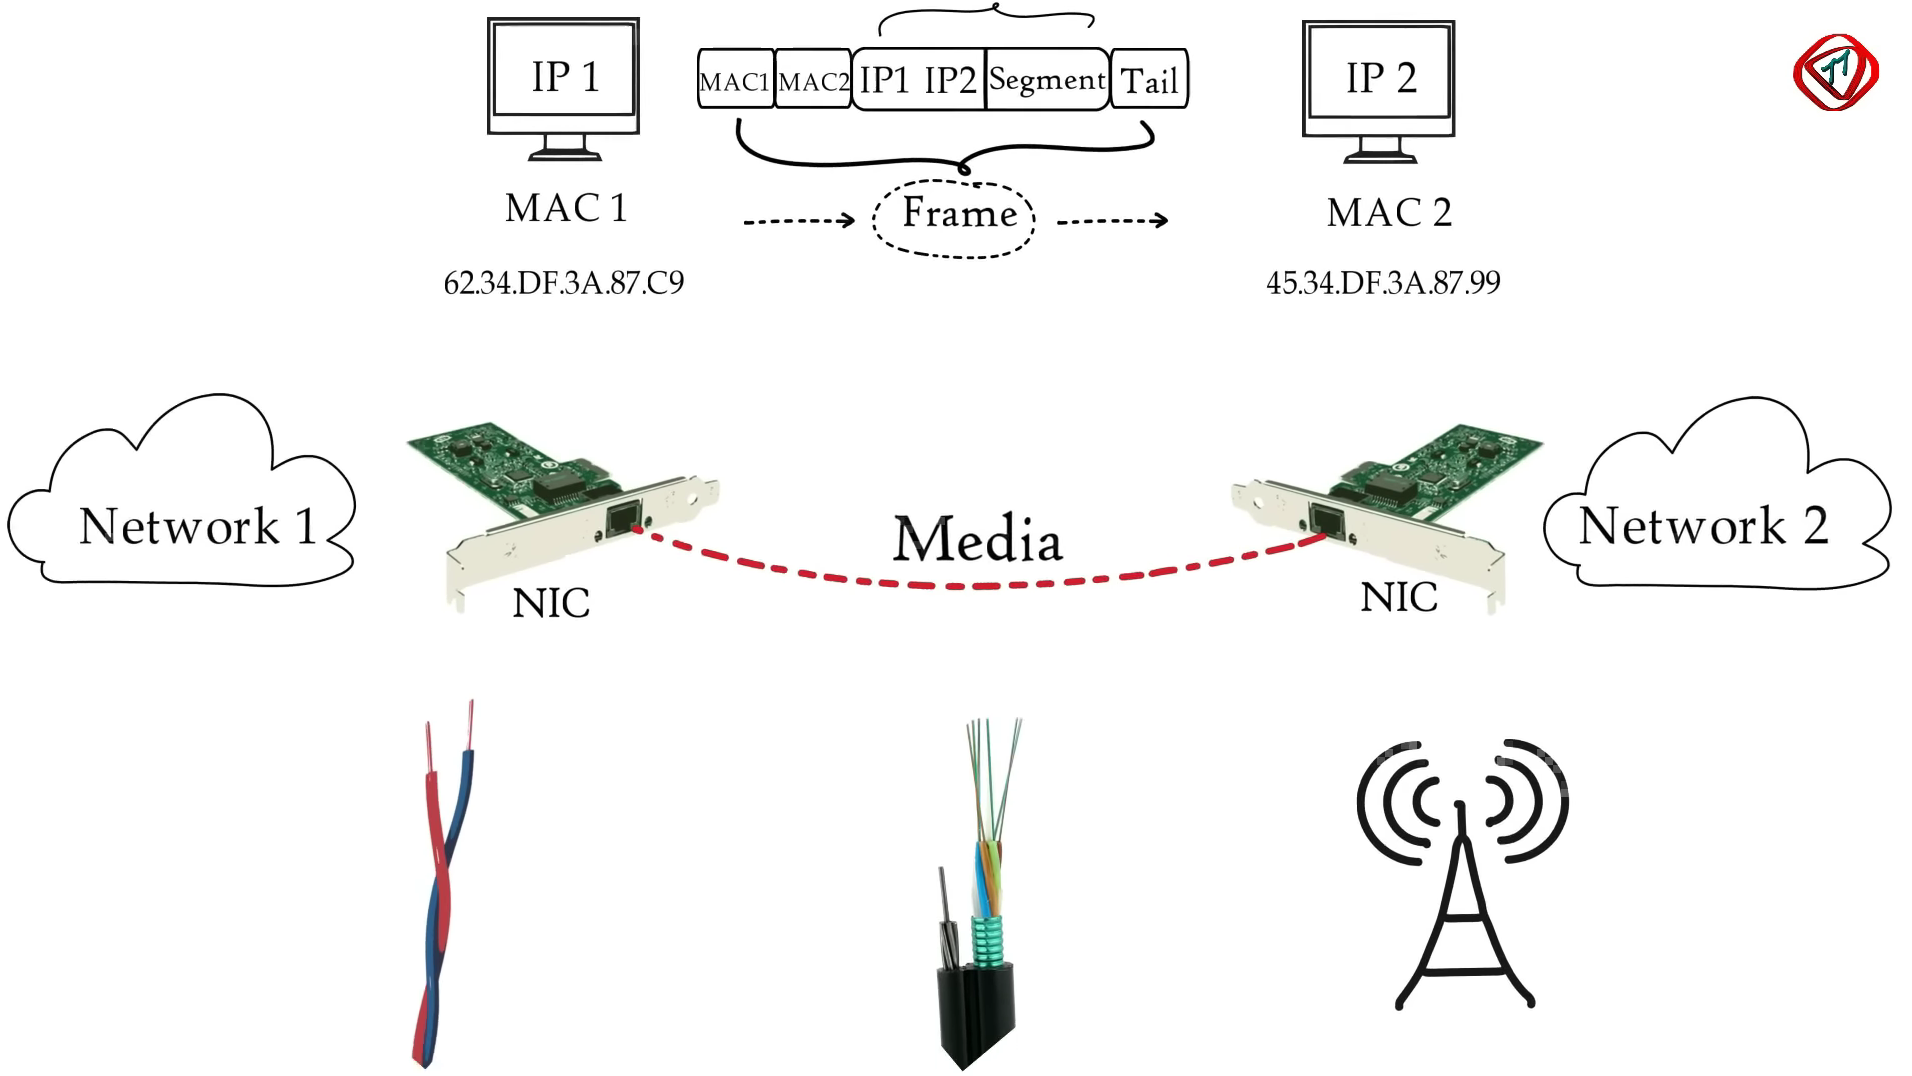 IP 1
MAC1 MAC2 IP1 IP2 Segment Tail
IP 2
MAC 1
Frame
MAC 2
62.34.DF.3A.87.C9
45.34.DF.3A.87.99
Network 1
Media
Network 2
NIC
NIC